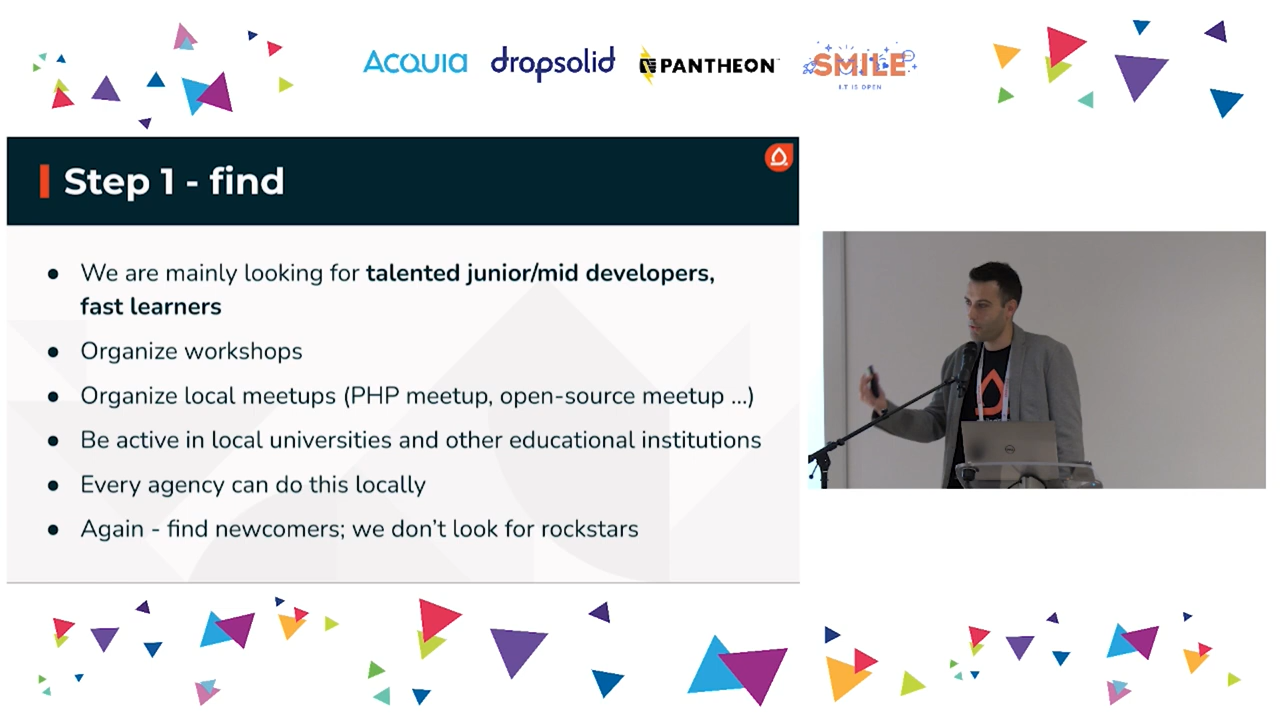 Acquia
dropsolid
PANTHEON
SMILE
I.T IS OPEN
Step 1 - find
● We are mainly looking for talented junior/mid developers,
fast learners
● Organize workshops
● Organize local meetups (PHP meetup, open-source meetup ...)
● Be active in local universities and other educational institutions
● Every agency can do this locally
● Again - find newcomers; we don’t look for rockstars
DELL